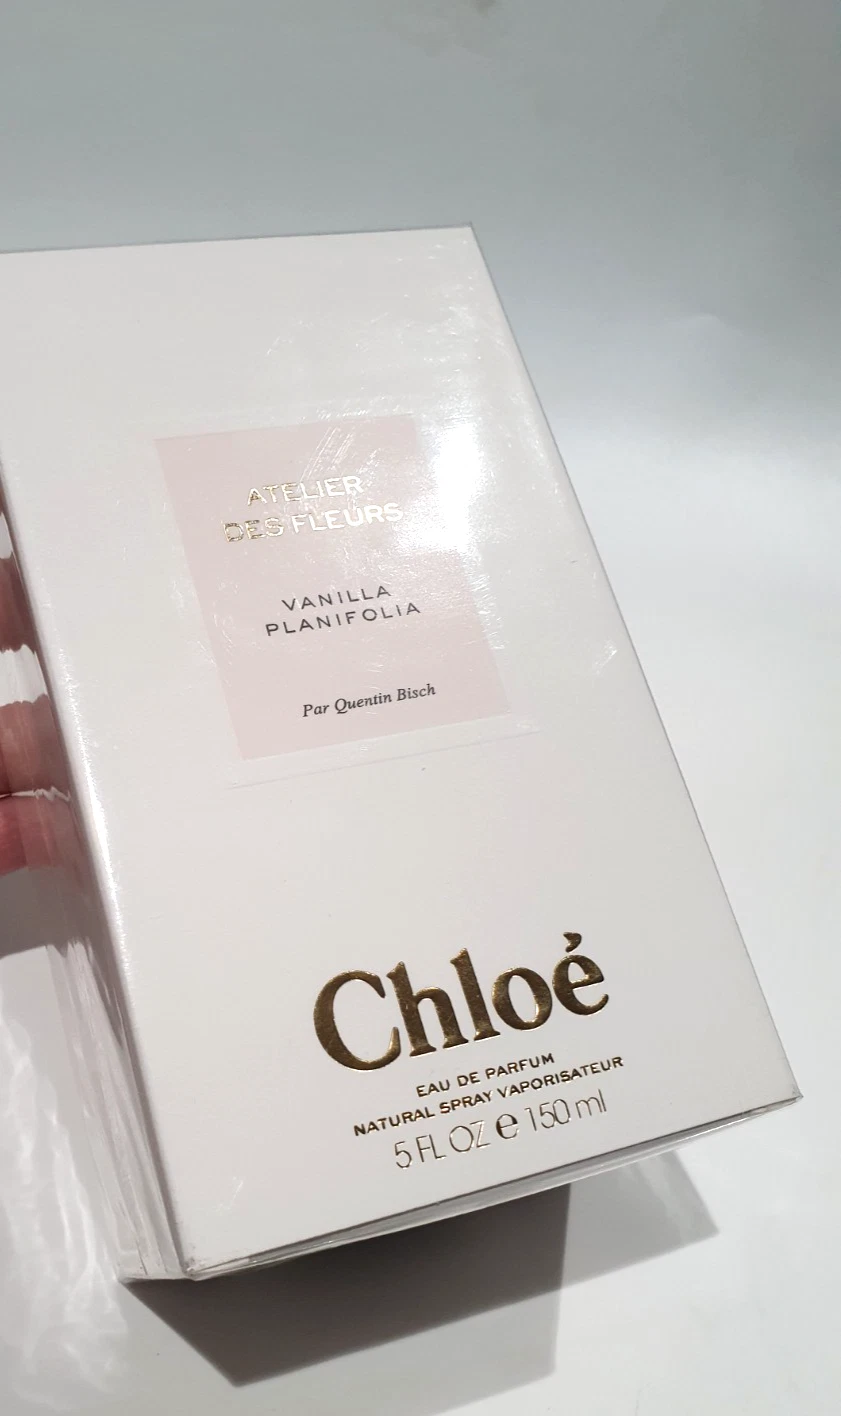 ATELIER
DES FLEURS
VANILLA
PLANIFOLIA
Par Quentin Bisch
Chloé
EAU DE PARFUM
NATURAL SPRAY VAPORISATEUR
5 FL OZ e 150 ml